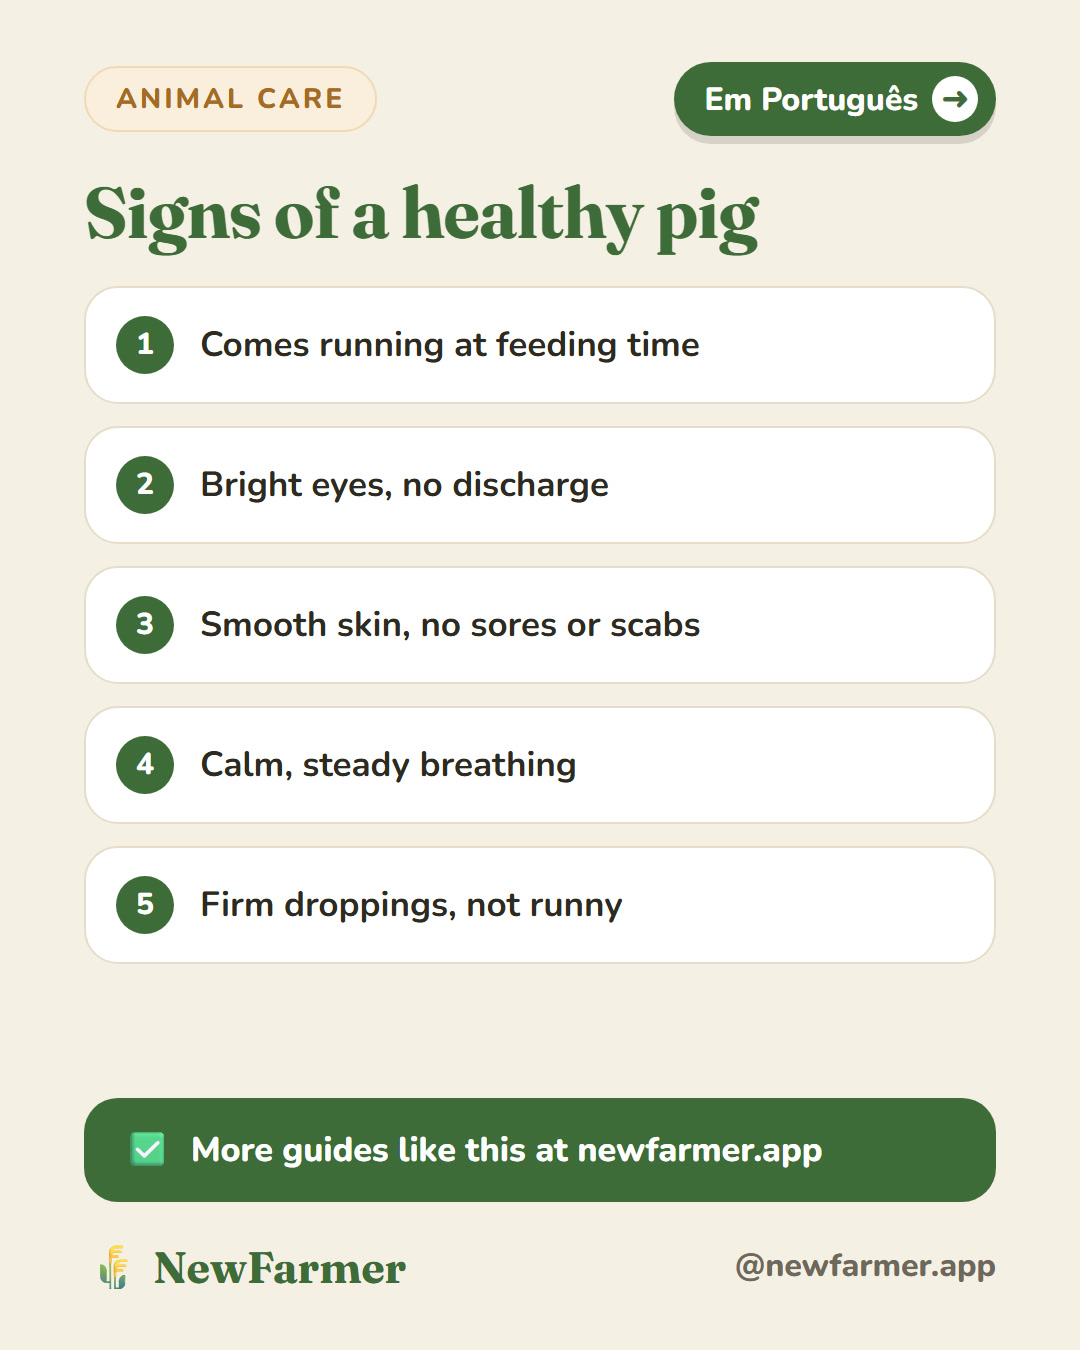 ANIMAL CARE
Em Português ➜
Signs of a healthy pig
1 Comes running at feeding time
2 Bright eyes, no discharge
3 Smooth skin, no sores or scabs
4 Calm, steady breathing
5 Firm droppings, not runny
✅ More guides like this at newfarmer.app
NewFarmer
@newfarmer.app